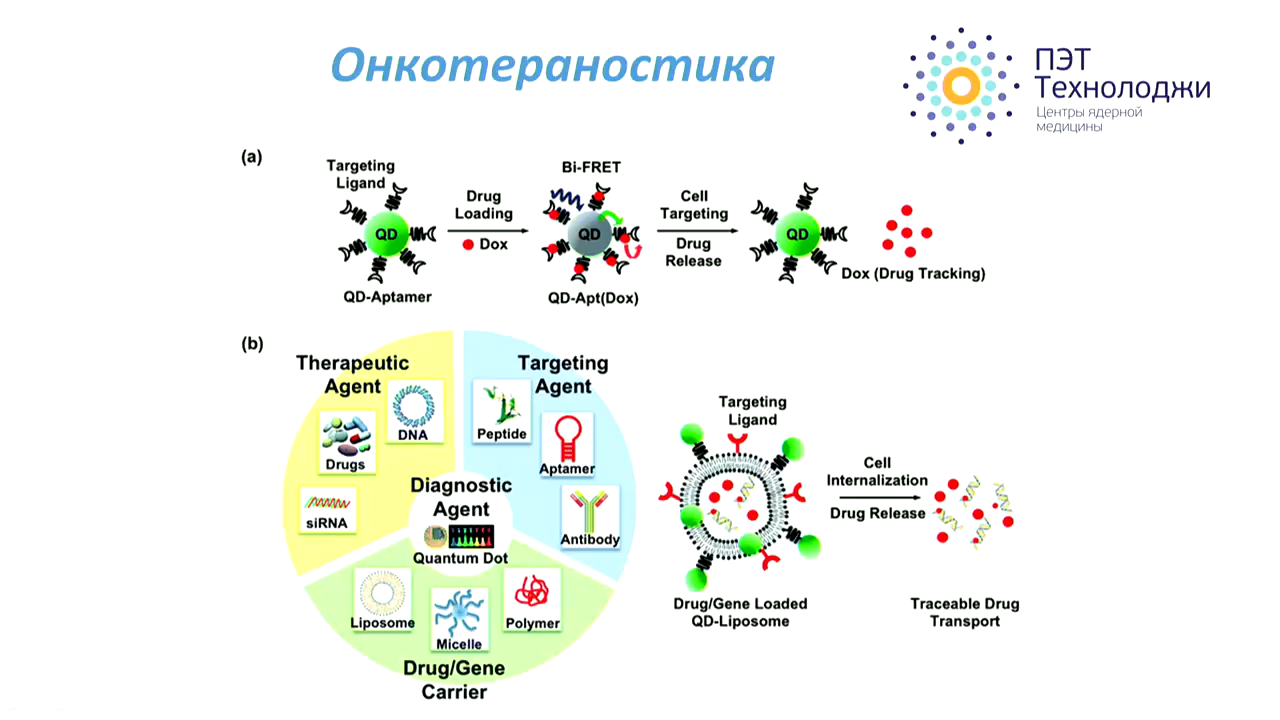 Онкотераностика
ПЭТ
Технолоджи
Центры ядерной
медицины
(a)
Targeting
Ligand
QD
QD-Aptamer
Drug
Loading
Dox
Bi-FRET
QD
QD-Apt(Dox)
Cell
Targeting
Drug
Release
QD
Dox (Drug Tracking)
(b)
Therapeutic
Agent
DNA
Drugs
siRNA
Targeting
Agent
Peptide
Aptamer
Antibody
Diagnostic
Agent
Quantum Dot
Liposome
Micelle
Polymer
Drug/Gene
Carrier
Targeting
Ligand
Drug/Gene Loaded
QD-Liposome
Cell
Internalization
Drug Release
Traceable Drug
Transport